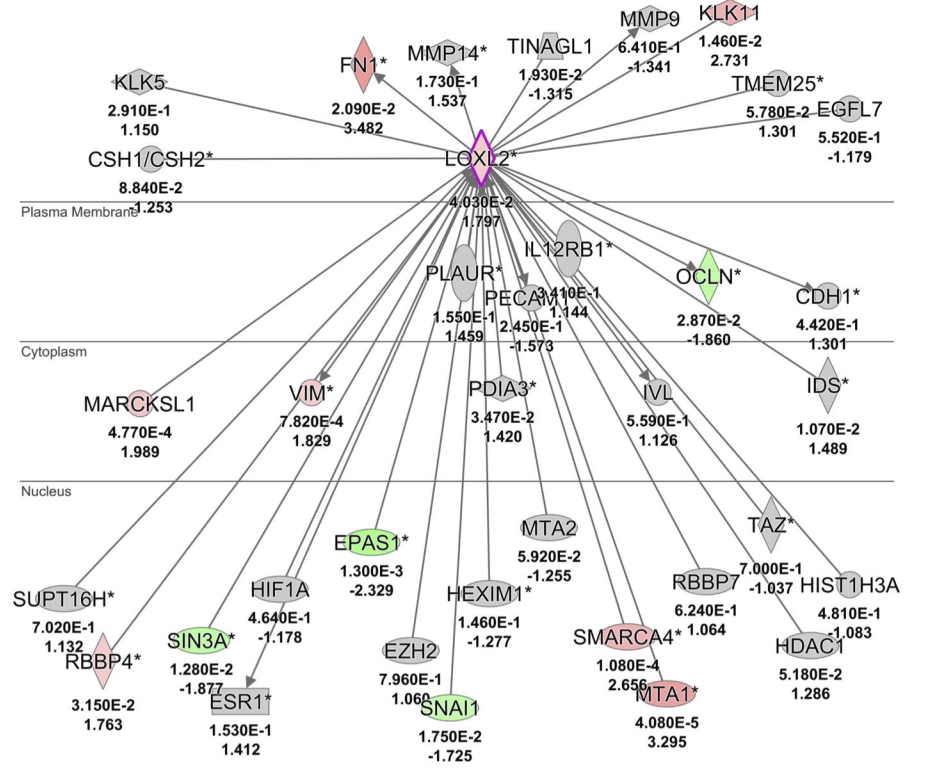 KLK5
2.910E-1
1.150
FN1*
2.090E-2
3.482
MMP14*
1.730E-1
1.537
TINAGL1
1.930E-2
-1.315
MMP9
6.410E-1
-1.341
KLK11
1.460E-2
2.731
TMEM25*
5.780E-2
1.301
EGFL7
5.520E-1
-1.179
CSH1/CSH2*
8.840E-2
-1.253
LOXL2*
4.030E-2
1.797
Plasma Membrane
PLAUR*
1.550E-1
1.459
PECAM1
2.450E-1
-1.573
IL12RB1*
3.410E-1
1.144
OCLN*
2.870E-2
-1.860
CDH1*
4.420E-1
1.301
Cytoplasm
MARCKSL1
4.770E-4
1.989
VIM*
7.820E-4
1.829
PDIA3*
3.470E-2
1.420
IVL
5.590E-1
1.126
IDS*
1.070E-2
1.489
Nucleus
SUPT16H*
7.020E-1
1.132
RBBP4*
3.150E-2
1.763
SIN3A*
1.280E-2
-1.877
HIF1A
4.640E-1
-1.178
ESR1*
1.530E-1
1.412
EPAS1*
1.300E-3
-2.329
EZH2
7.960E-1
1.060
SNAI1
1.750E-2
-1.725
HEXIM1*
1.460E-1
-1.277
MTA2
5.920E-2
-1.255
SMARCA4*
1.080E-4
2.656
MTA1*
4.080E-5
3.295
RBBP7
6.240E-1
1.064
TAZ*
7.000E-1
-1.037
HIST1H3A
4.810E-1
-1.083
HDAC1
5.180E-2
1.286